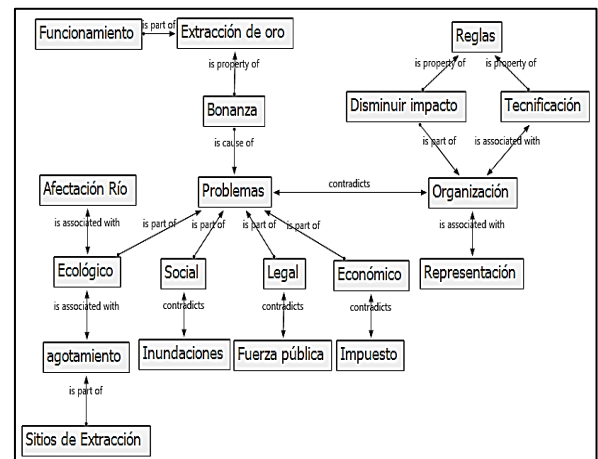 Funcionamiento
is part of
Extracción de oro
Reglas
is property of
is property of
is property of
Bonanza
Disminuir impacto
Tecnificación
is cause of
is part of
is associated with
Afectación Río
Problemas
contradicts
Organización
is associated with
is part of
is part of
is part of
is part of
is associated with
Ecológico
Social
Legal
Económico
Representación
is associated with
contradicts
contradicts
contradicts
agotamiento
Inundaciones
Fuerza pública
Impuesto
is part of
Sitios de Extracción